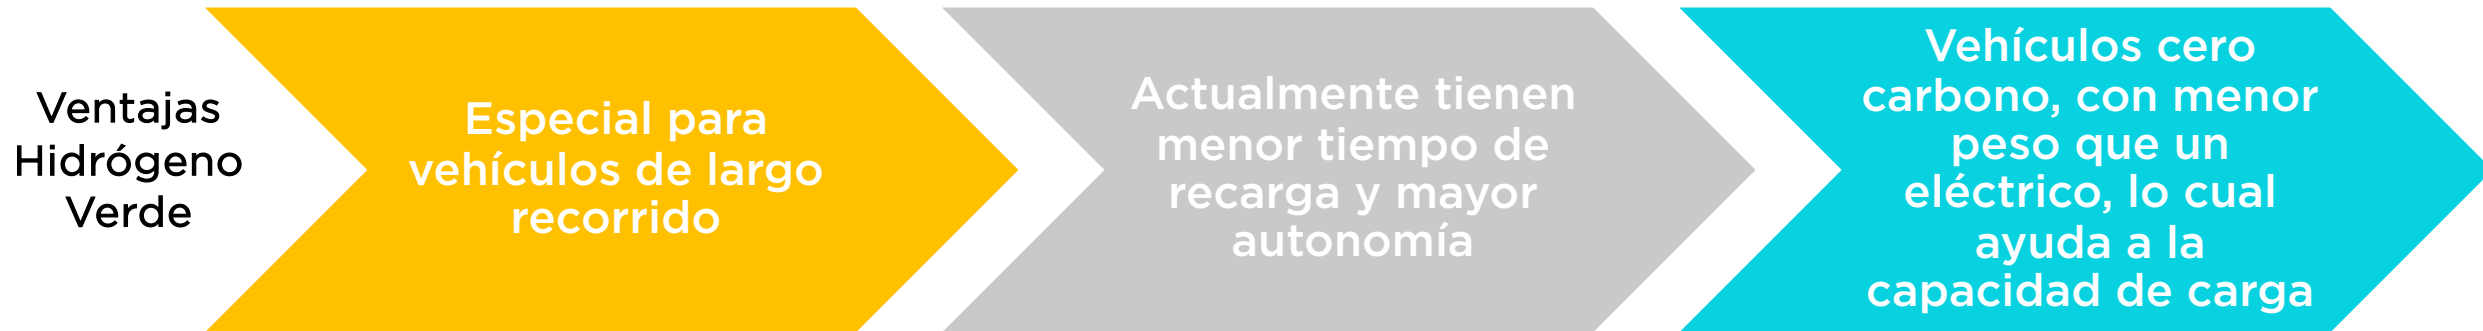 Ventajas
Hidrógeno
Verde
Especial para
vehículos de largo
recorrido
Actualmente tienen
menor tiempo de
recarga y mayor
autonomía
Vehículos cero
carbono, con menor
peso que un
eléctrico, lo cual
ayuda a la
capacidad de carga